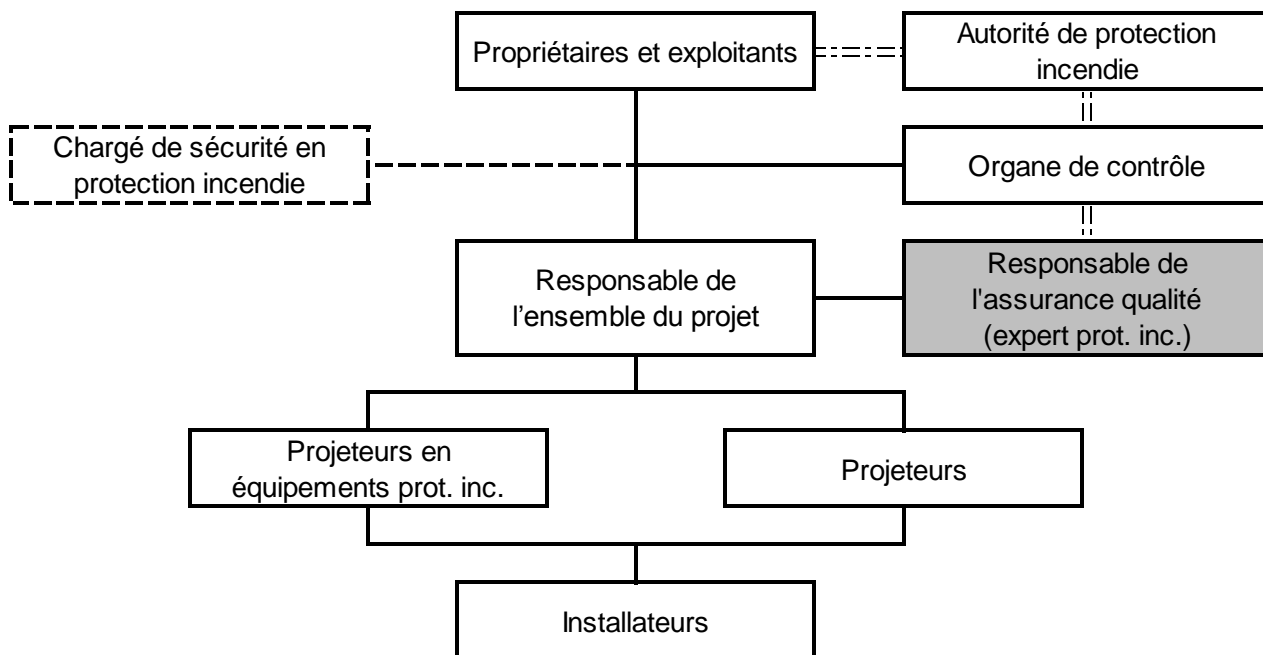 Propriétaires et exploitants
Autorité de protection
incendie
Chargé de sécurité en
protection incendie
Organe de contrôle
Responsable de
l’ensemble du projet
Responsable de
l'assurance qualité
(expert prot. inc.)
Projeteurs en
équipements prot. inc.
Projeteurs
Installateurs